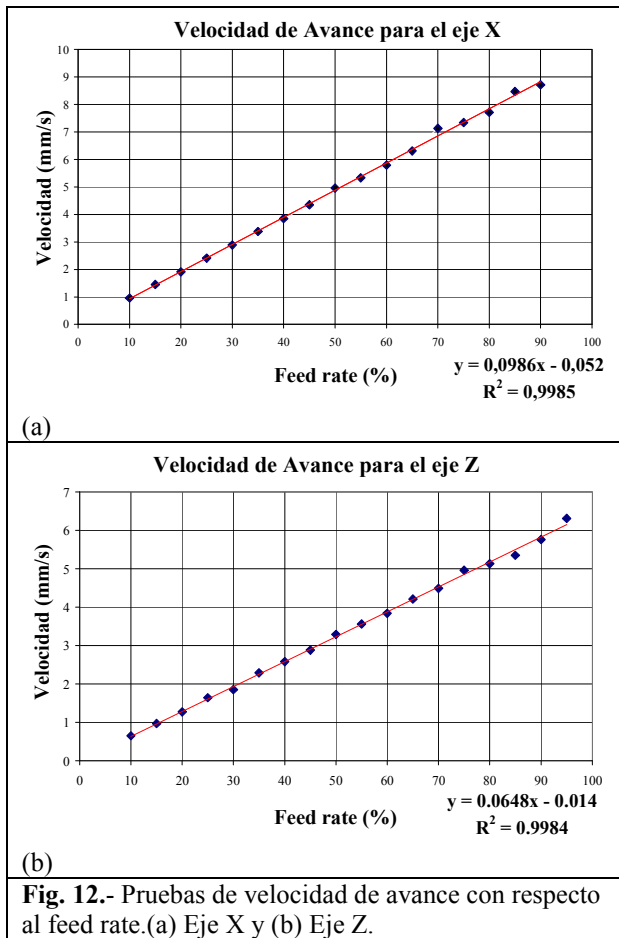 Velocidad de Avance para el eje X
Velocidad (mm/s)
10
9
8
7
6
5
4
3
2
1
0
0 10 20 30 40 50 60 70 80 90 100
Feed rate (%)
y = 0,0986x - 0,052
R² = 0,9985
(a)
Velocidad de Avance para el eje Z
Velocidad (mm/s)
7
6
5
4
3
2
1
0
0 10 20 30 40 50 60 70 80 90 100
Feed rate (%)
y = 0.0648x - 0.014
R² = 0.9984
(b)
Fig. 12.- Pruebas de velocidad de avance con respecto
al feed rate.(a) Eje X y (b) Eje Z.